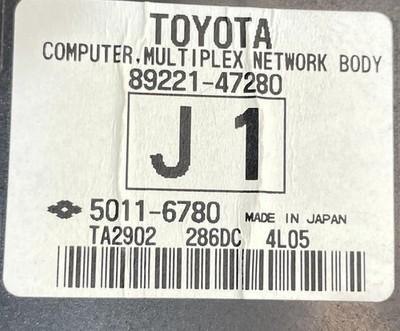 TOYOTA
COMPUTER.MULTIPLEX NETWORK BODY
89221-47280
J 1
5011-6780 MADE IN JAPAN
TA2902 286DC 4L05